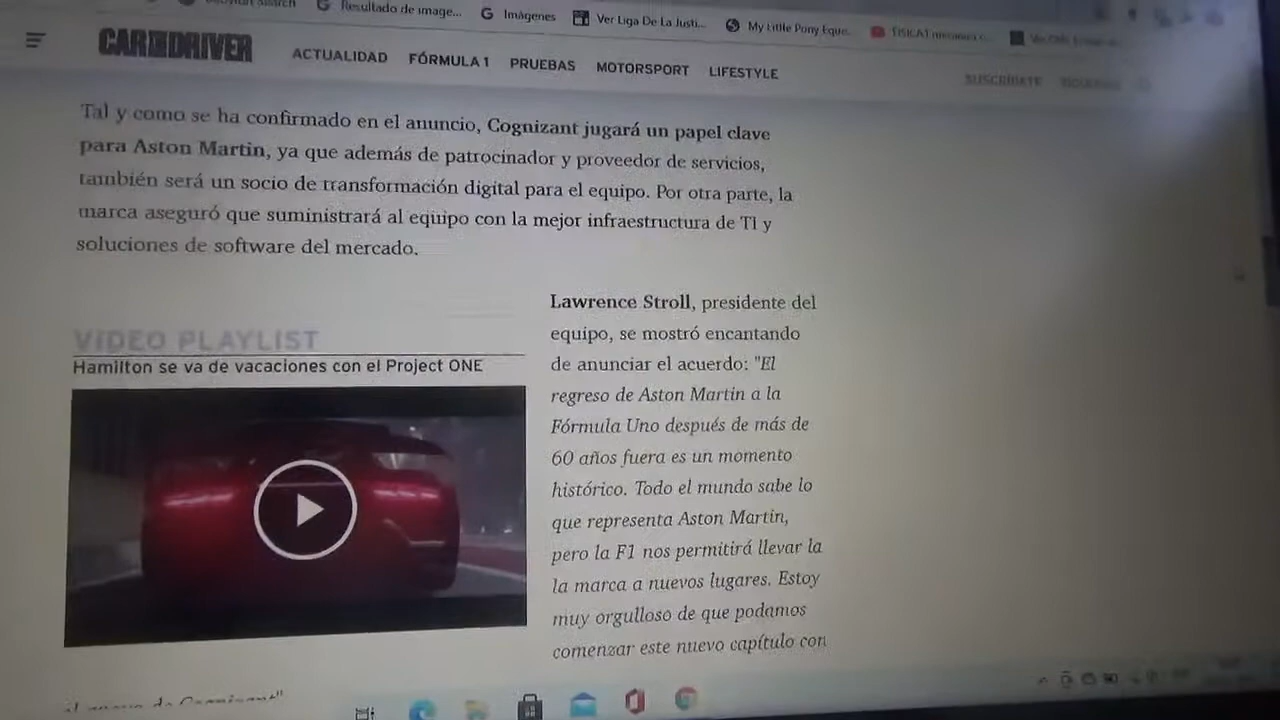 Resultado de image...
Imágenes
Ver Liga De La Justi...
My Little Pony Eque...
CAR AND DRIVER
ACTUALIDAD
FÓRMULA 1
PRUEBAS
MOTORSPORT
LIFESTYLE
SUSCRÍBATE
Tal y como se ha confirmado en el anuncio, Cognizant jugará un papel clave
para Aston Martin, ya que además de patrocinador y proveedor de servicios,
también será un socio de transformación digital para el equipo. Por otra parte, la
marca aseguró que suministrará al equipo con la mejor infraestructura de TI y
soluciones de software del mercado.
VIDEO PLAYLIST
Hamilton se va de vacaciones con el Project ONE
Lawrence Stroll, presidente del
equipo, se mostró encantando
de anunciar el acuerdo: "El
regreso de Aston Martin a la
Fórmula Uno después de más de
60 años fuera es un momento
histórico. Todo el mundo sabe lo
que representa Aston Martin,
pero la F1 nos permitirá llevar la
la marca a nuevos lugares. Estoy
muy orgulloso de que podamos
comenzar este nuevo capítulo con